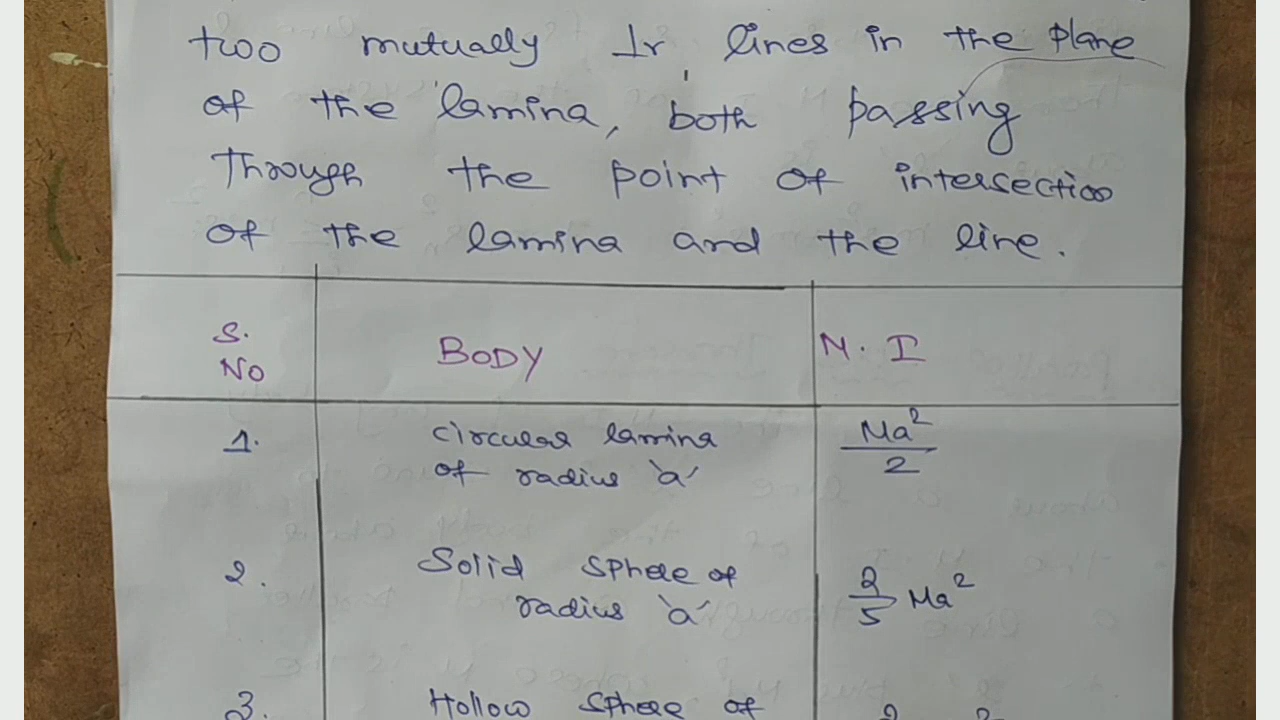 two mutually ⊥r lines in the plane
of the lamina, both passing
through the point of intersection
of the lamina and the line.
S. No BODY M. I
1. circular lamina Ma²/2
of radius 'a'
2. Solid sphere of 2/5 Ma²
radius 'a'
3. Hollow sphere of